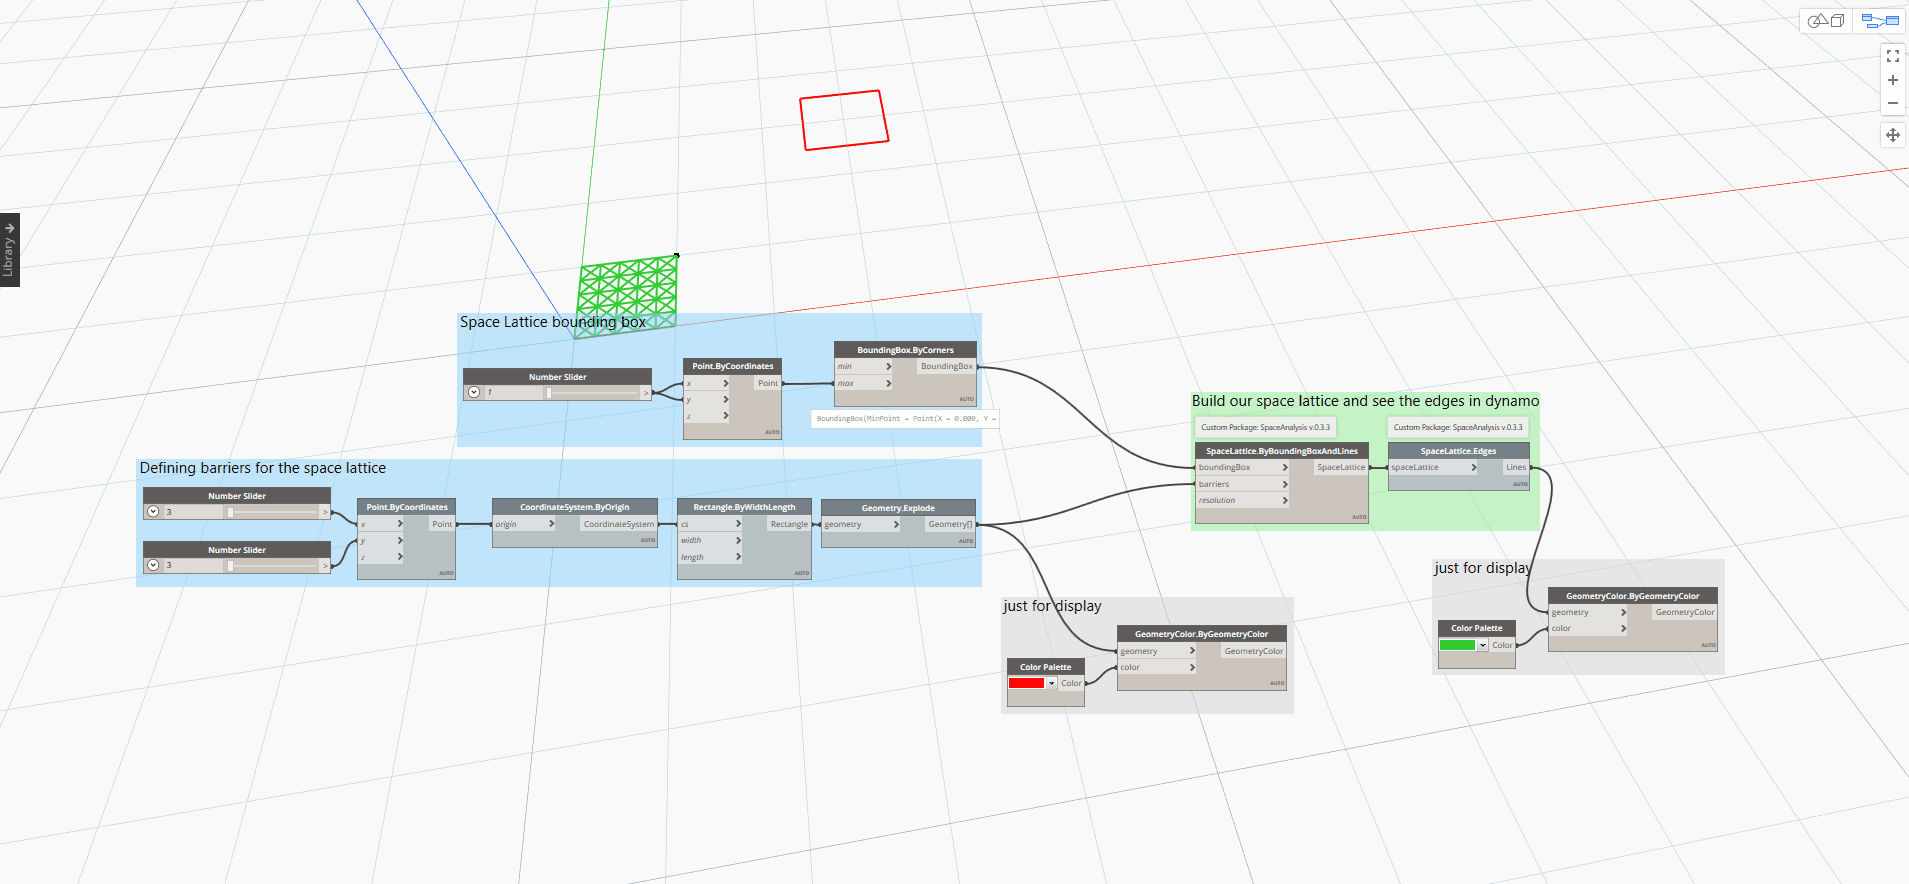 Library
Space Lattice bounding box
Number Slider
1
>
Point.ByCoordinates
x
Point
y
z
AUTO
BoundingBox.ByCorners
min
BoundingBox
max
AUTO
BoundingBox(MinPoint = Point(X = 0.000, Y =
Defining barriers for the space lattice
Number Slider
3
>
Number Slider
3
>
Point.ByCoordinates
x
Point
y
z
AUTO
CoordinateSystem.ByOrigin
origin
CoordinateSystem
AUTO
Rectangle.ByWidthLength
cs
Rectangle
width
length
AUTO
Geometry.Explode
geometry
Geometry[]
AUTO
Build our space lattice and see the edges in dynamo
Custom Package: SpaceAnalysis v.0.3.3
Custom Package: SpaceAnalysis v.0.3.3
SpaceLattice.ByBoundingBoxAndLines
boundingBox
SpaceLattice
barriers
resolution
AUTO
SpaceLattice.Edges
spaceLattice
Lines
AUTO
just for display
Color Palette
Color
GeometryColor.ByGeometryColor
geometry
GeometryColor
color
AUTO
just for display
Color Palette
Color
GeometryColor.ByGeometryColor
geometry
GeometryColor
color
AUTO